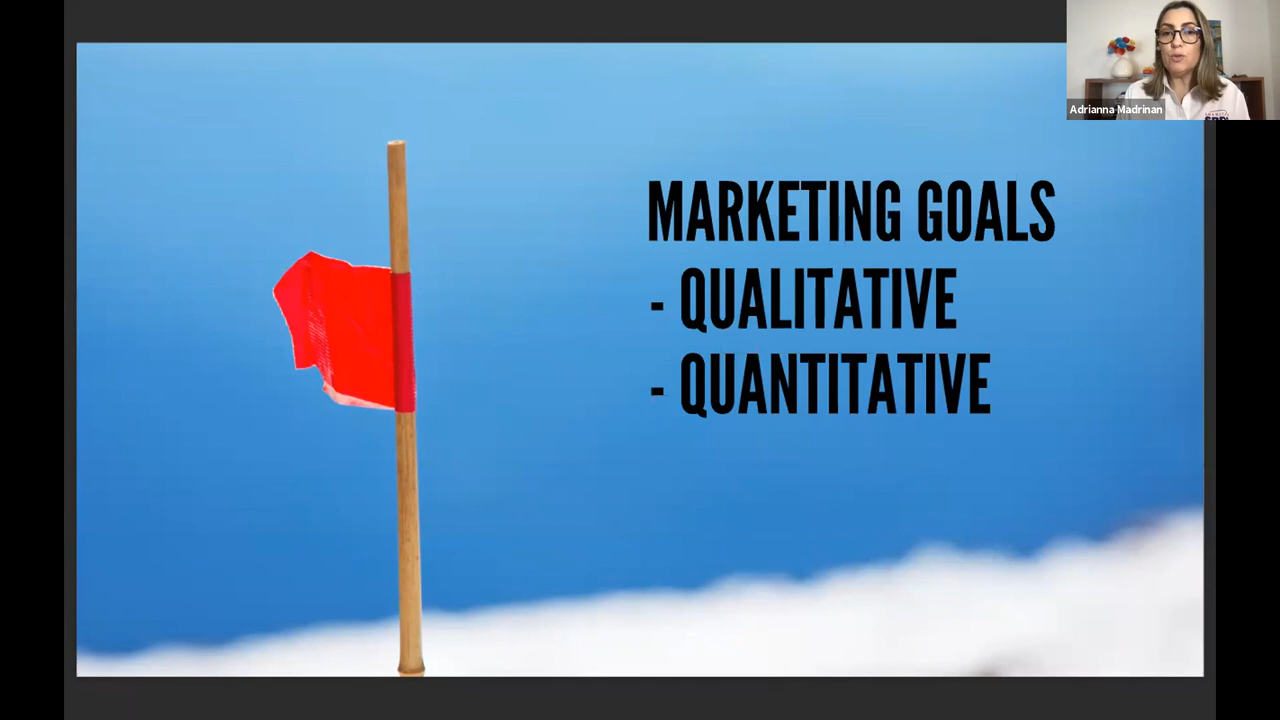 MARKETING GOALS
- QUALITATIVE
- QUANTITATIVE
Adrianna Madrinan